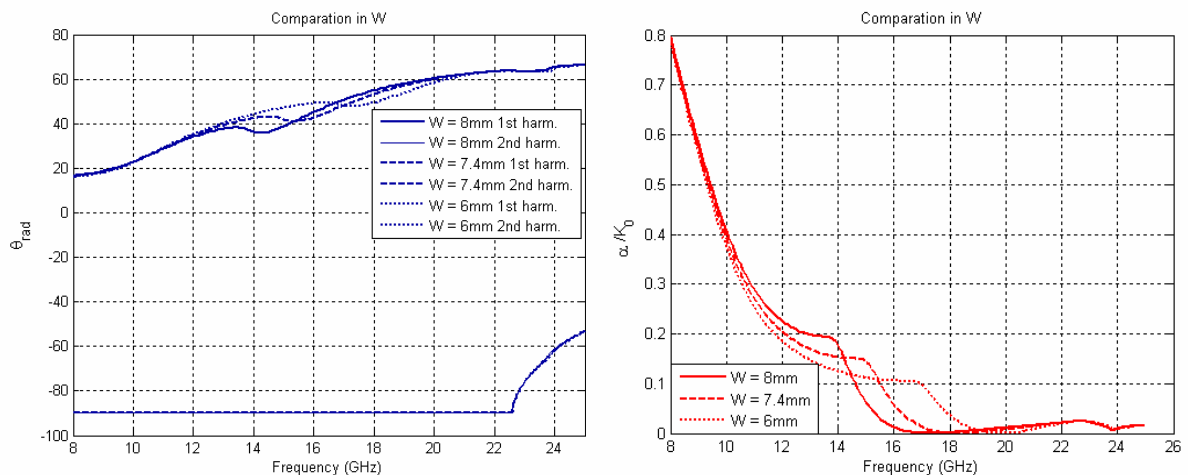 Comparation in W
80
60
40
20
0
-20
-40
-60
-80
-100
θrad
8 10 12 14 16 18 20 22 24
Frequency (GHz)
W = 8mm 1st harm.
W = 8mm 2nd harm.
W = 7.4mm 1st harm.
W = 7.4mm 2nd harm.
W = 6mm 1st harm.
W = 6mm 2nd harm.
Comparation in W
0.8
0.7
0.6
0.5
0.4
0.3
0.2
0.1
0
α/K0
8 10 12 14 16 18 20 22 24 26
Frequency (GHz)
W = 8mm
W = 7.4mm
W = 6mm